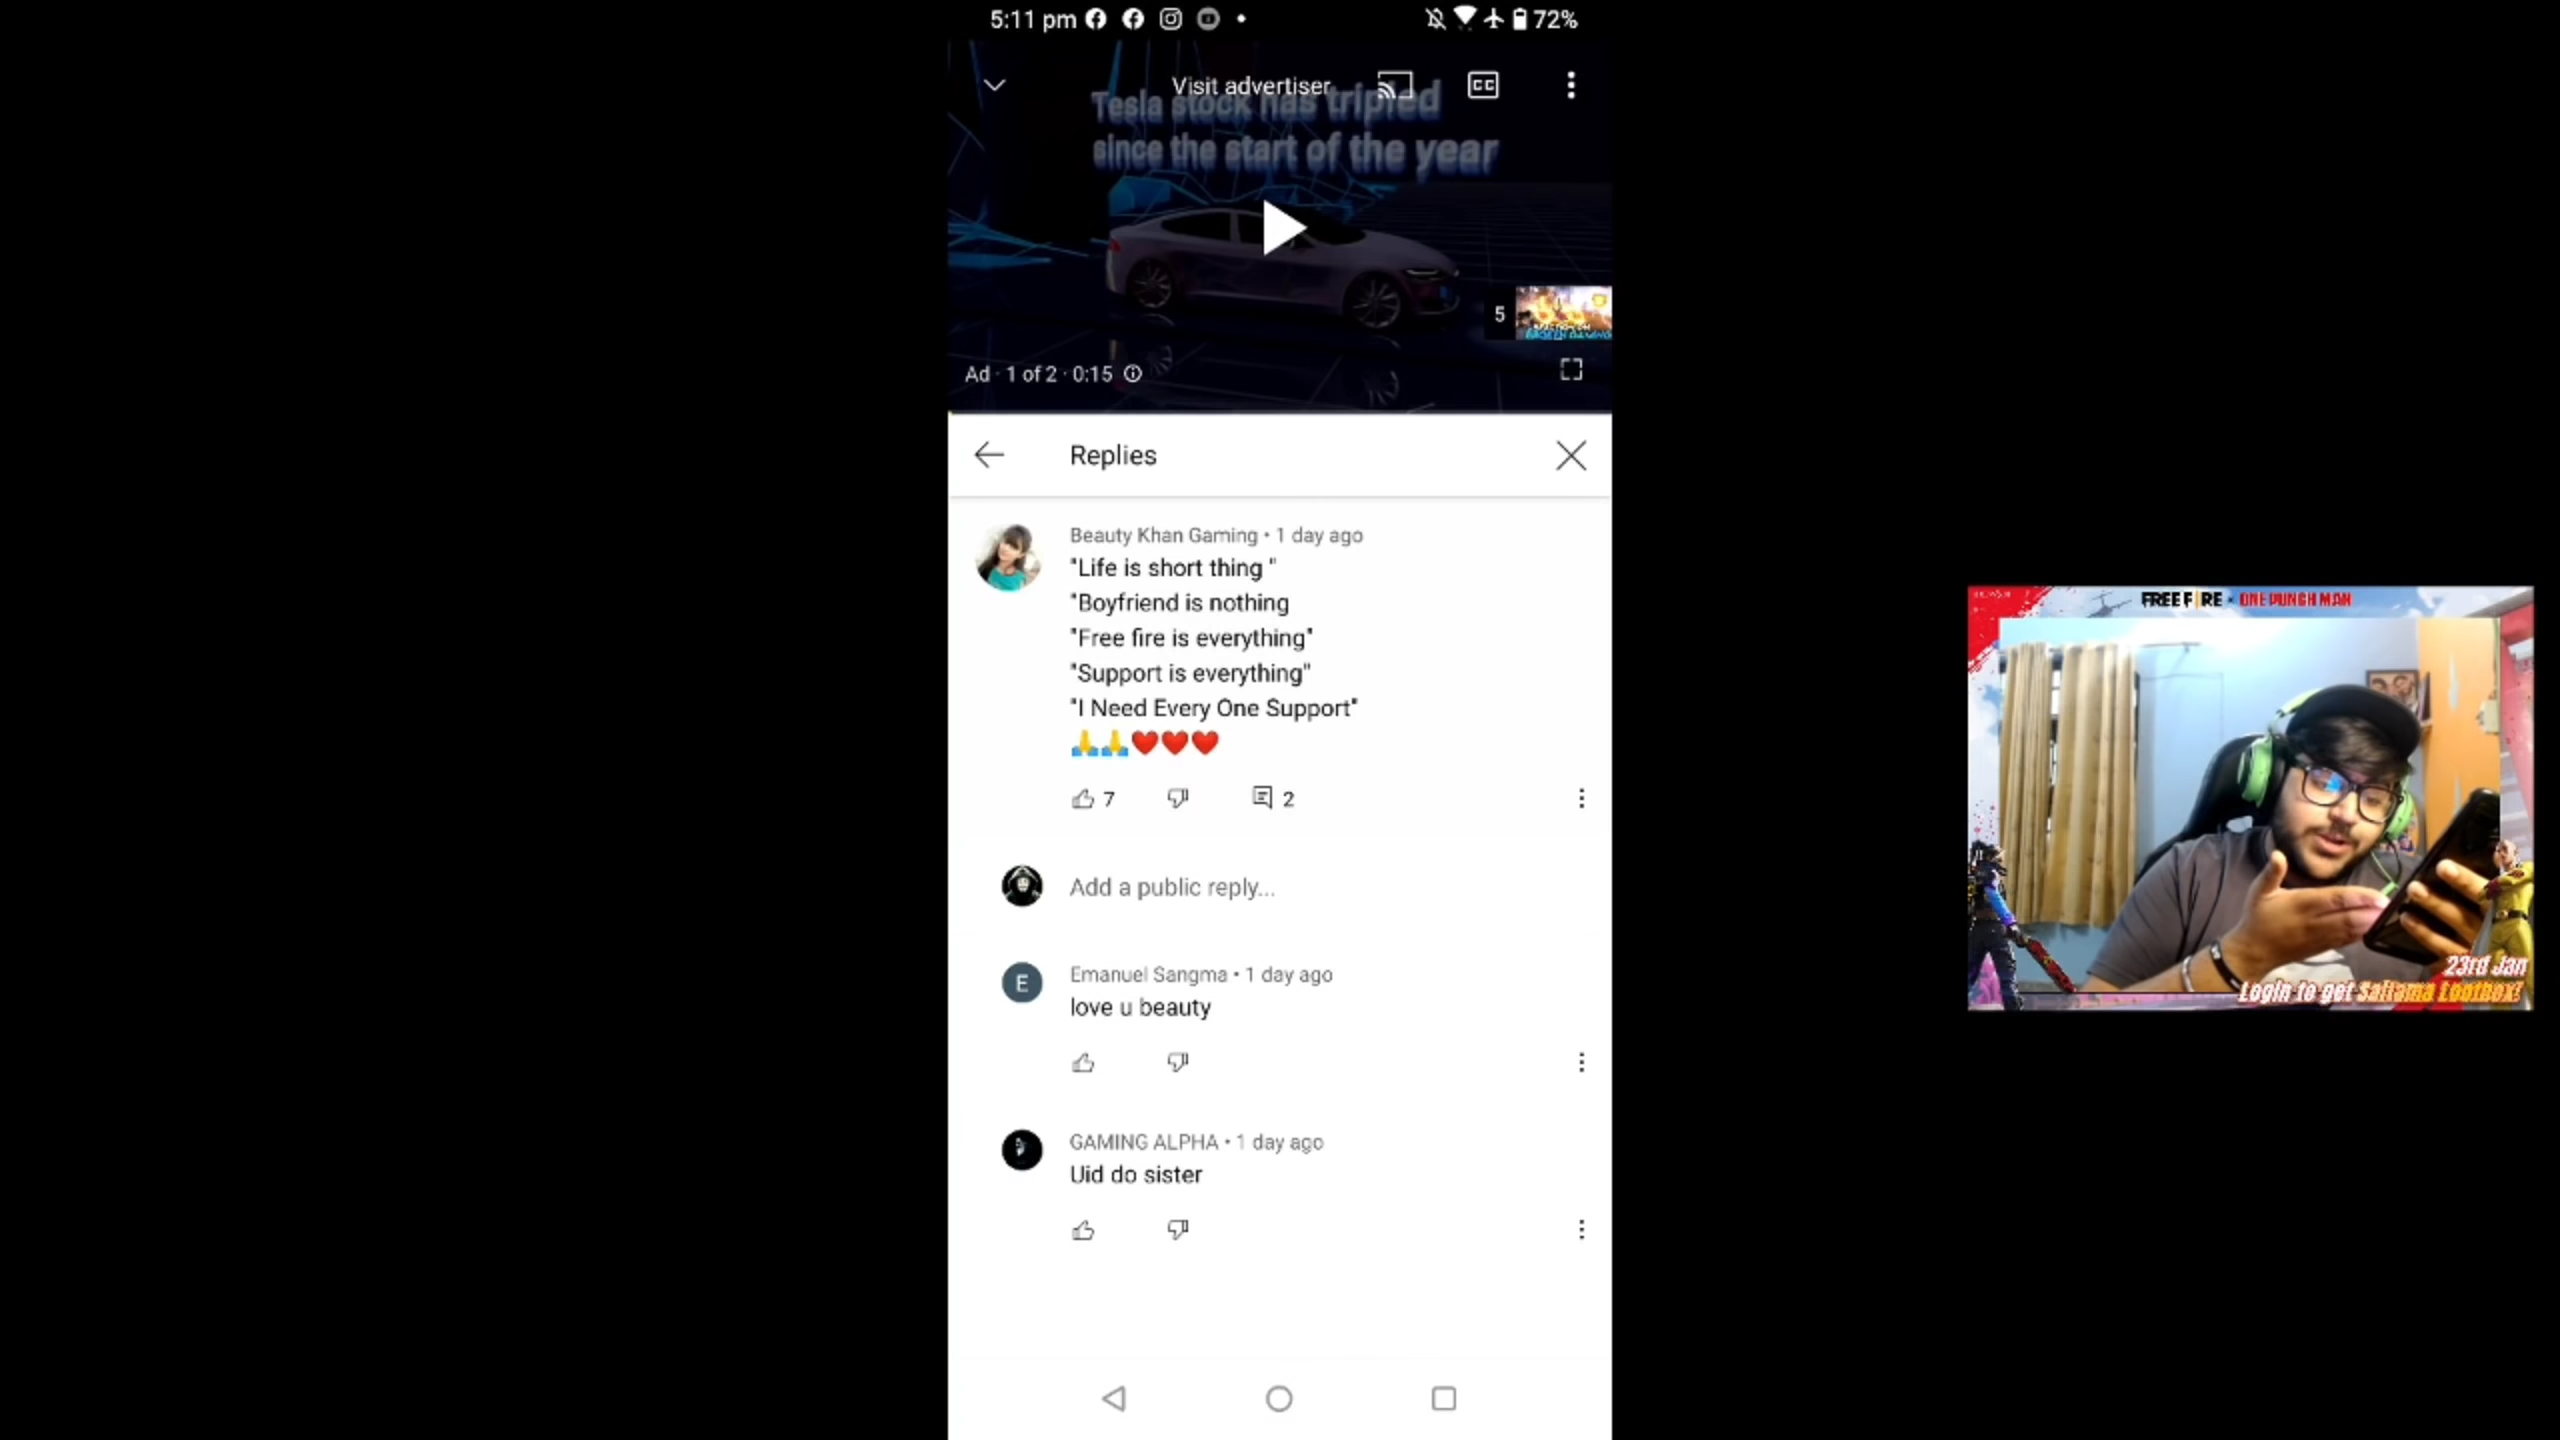 5:11 pm
72%
Visit advertiser
CC
Tesla stock has tripled
since the start of the year
5
Ad · 1 of 2 · 0:15
Replies
Beauty Khan Gaming • 1 day ago
"Life is short thing "
"Boyfriend is nothing
"Free fire is everything"
"Support is everything"
"I Need Every One Support"
🙏🙏❤️❤️❤️
7
2
Add a public reply...
E
Emanuel Sangma • 1 day ago
love u beauty
GAMING ALPHA • 1 day ago
Uid do sister
FREE FIRE × ONE PUNCH MAN
23rd Jan
Login to get Saitama Lootbox!